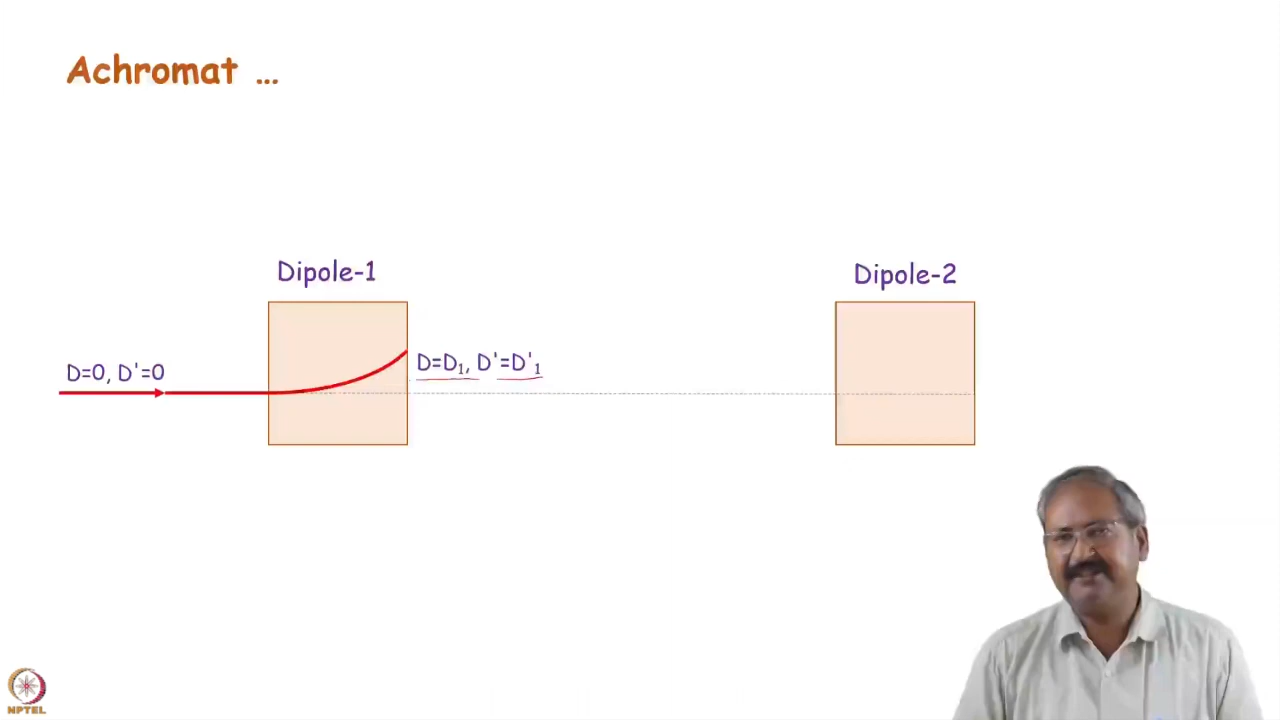 Achromat ...
Dipole-1
Dipole-2
D=0, D'=0
D=D₁, D'=D'₁
NPTEL